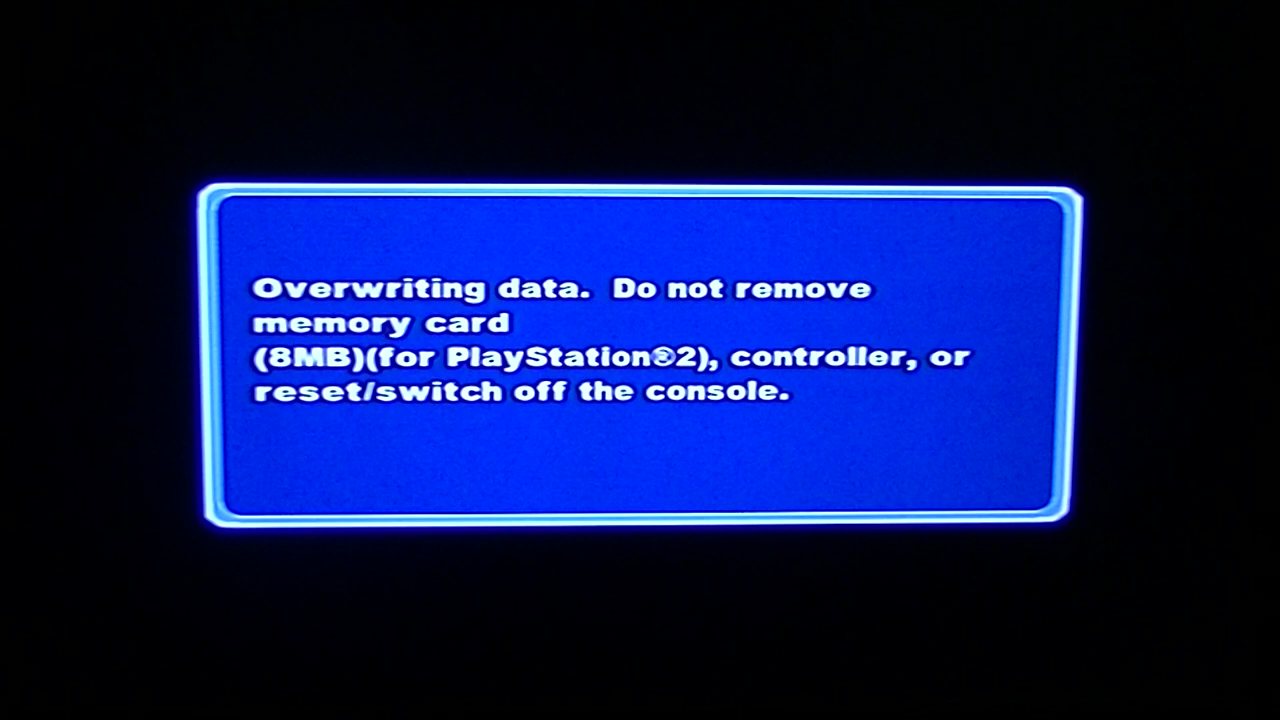 Overwriting data.  Do not remove
memory card
(8MB)(for PlayStation®2), controller, or
reset/switch off the console.